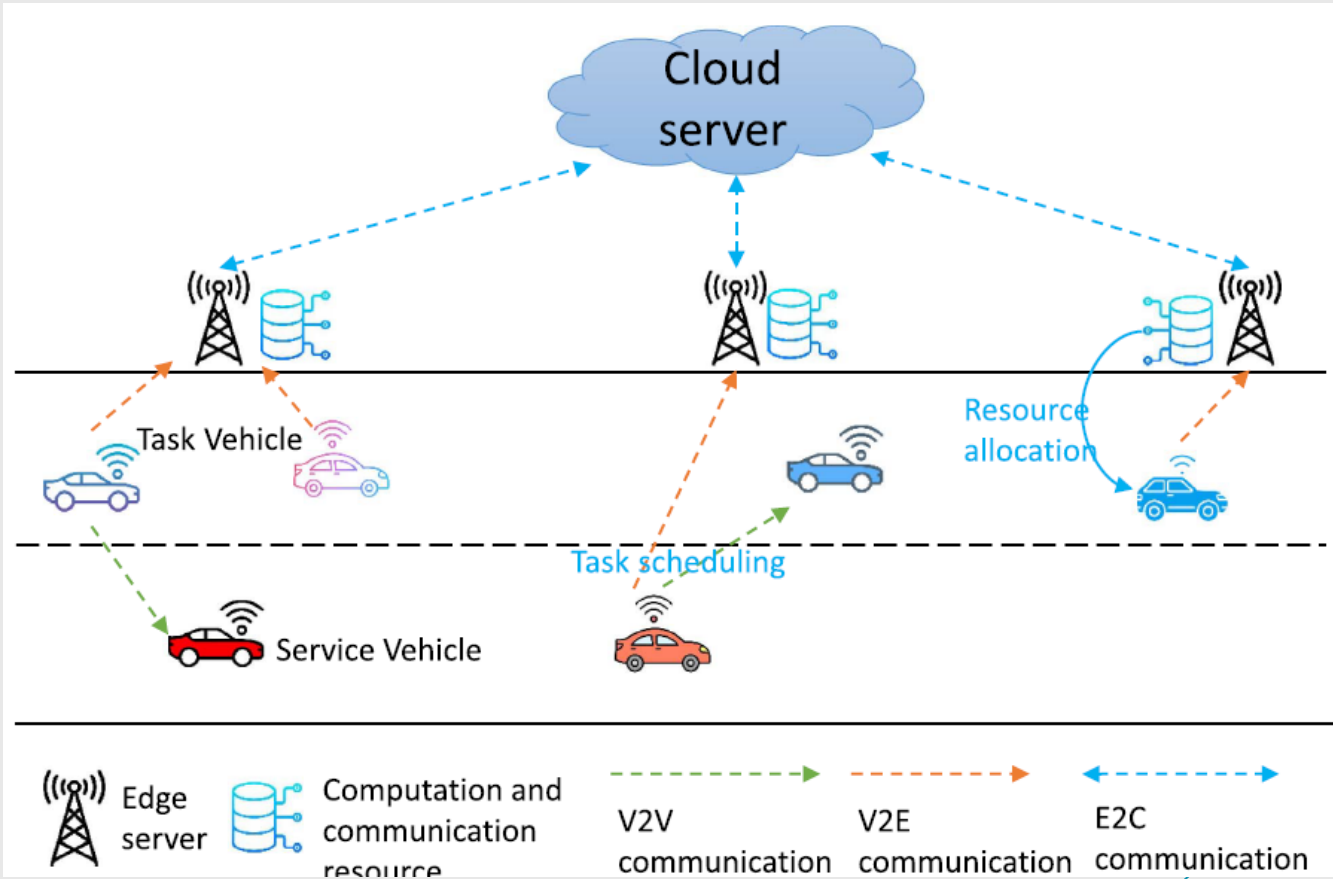 Cloud
server
Resource
allocation
Task Vehicle
Task scheduling
Service Vehicle
Edge
server
Computation and
communication
resource
V2V
communication
V2E
communication
E2C
communication